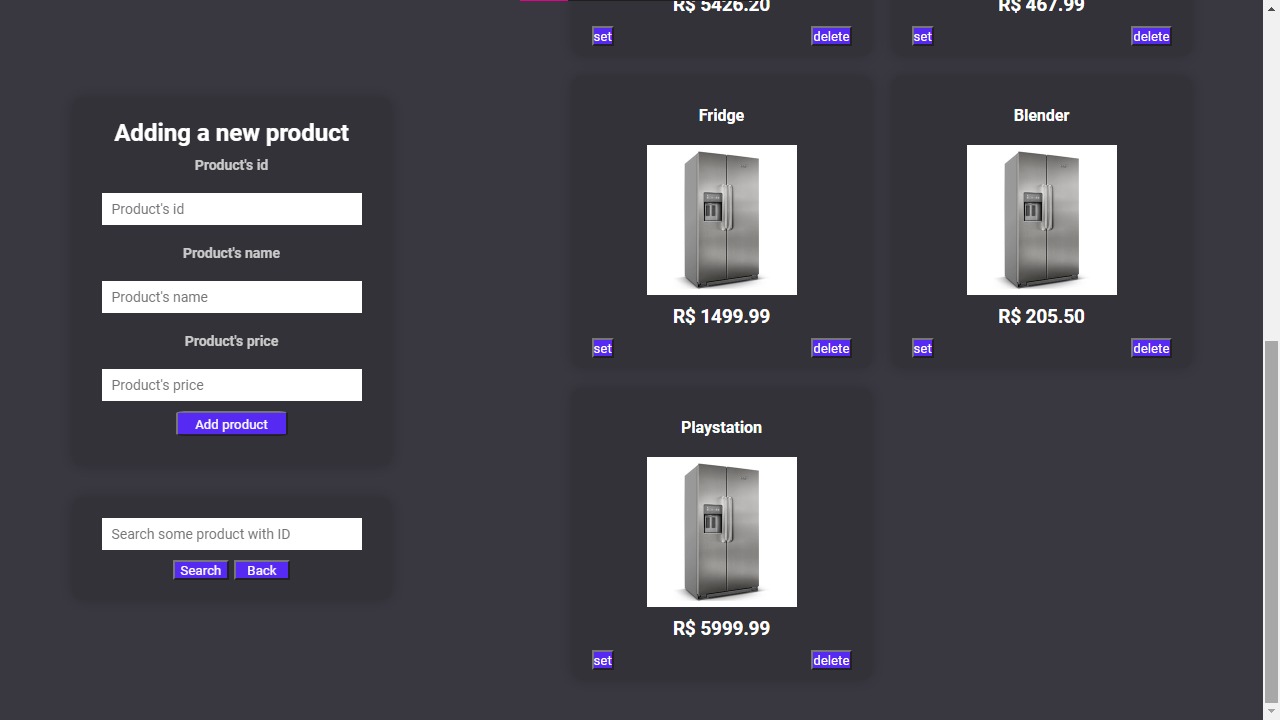 R$ 5426.20
R$ 467.99
set
delete
set
delete
Adding a new product
Product's id
Product's id
Product's name
Product's name
Product's price
Product's price
Add product
Search some product with ID
Search Back
Fridge
R$ 1499.99
set
delete
Blender
R$ 205.50
set
delete
Playstation
R$ 5999.99
set
delete